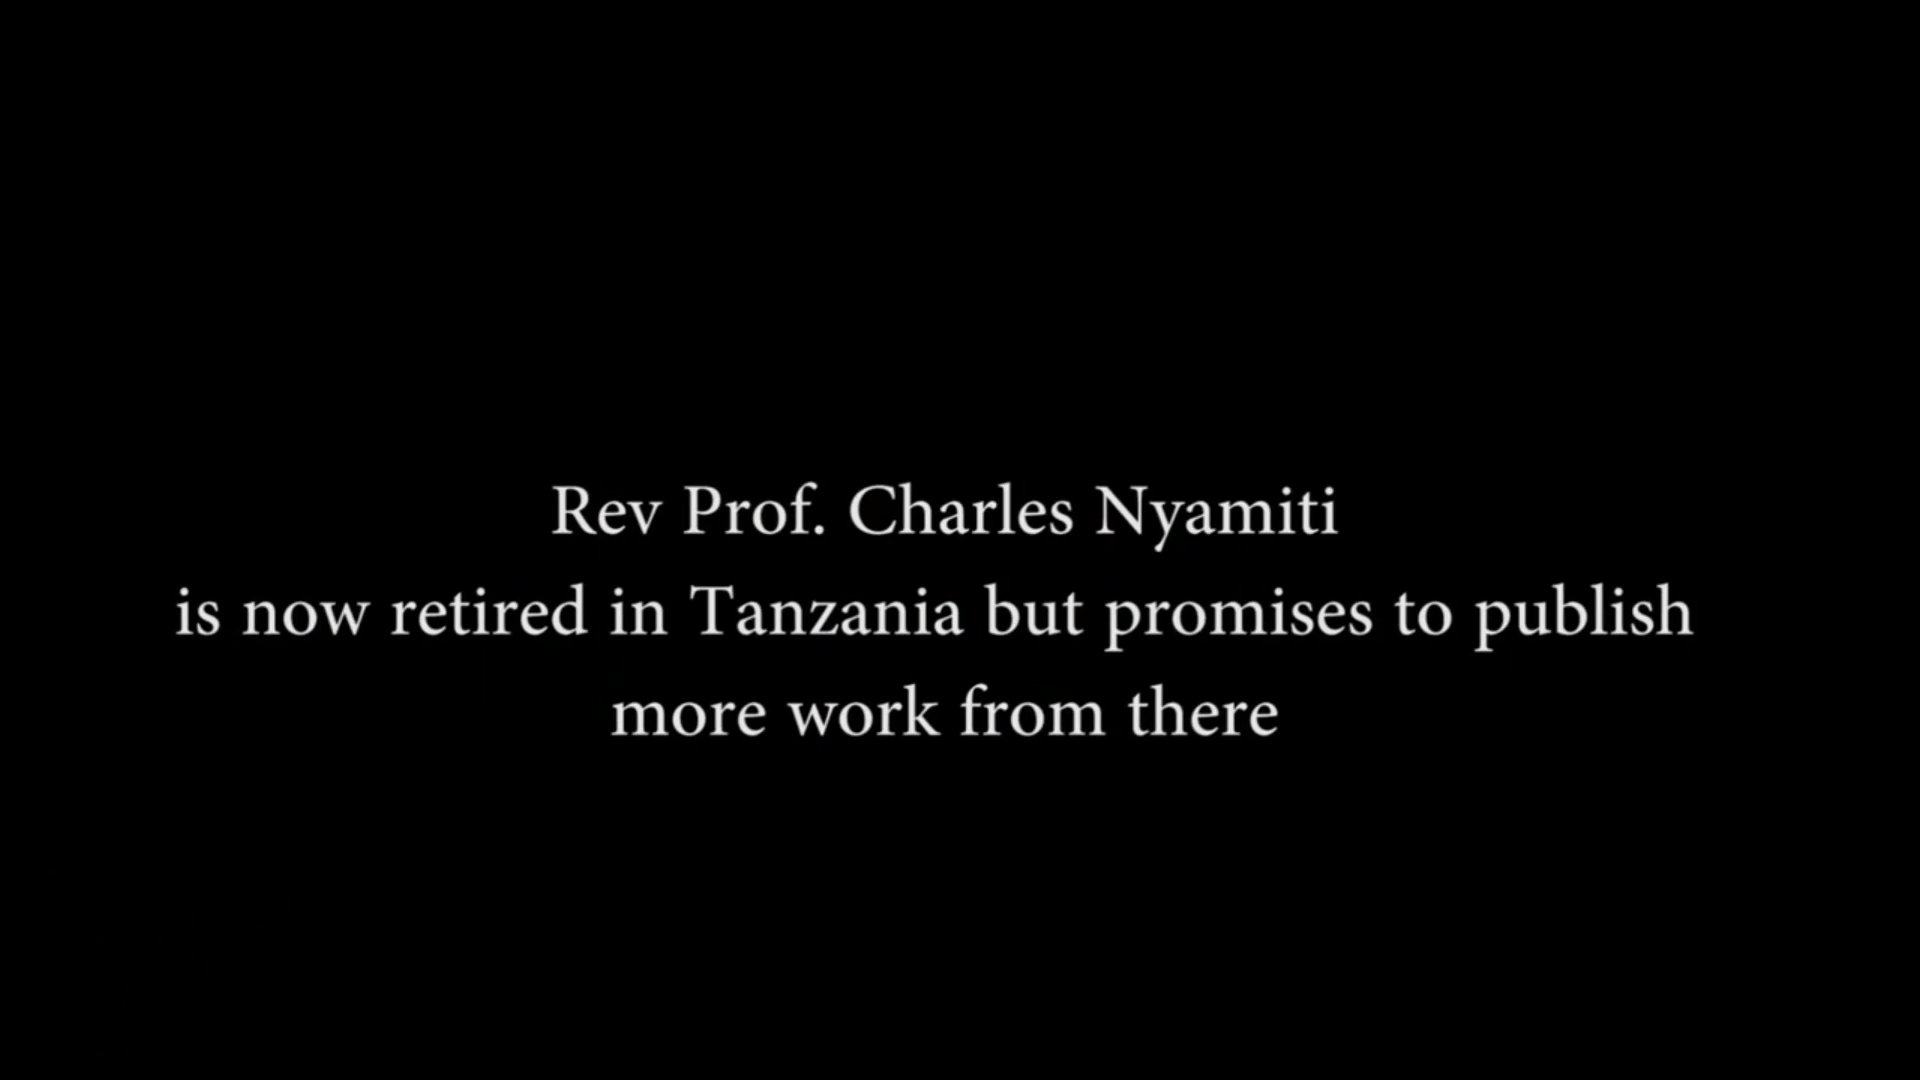 Rev Prof. Charles Nyamiti
is now retired in Tanzania but promises to publish
more work from there